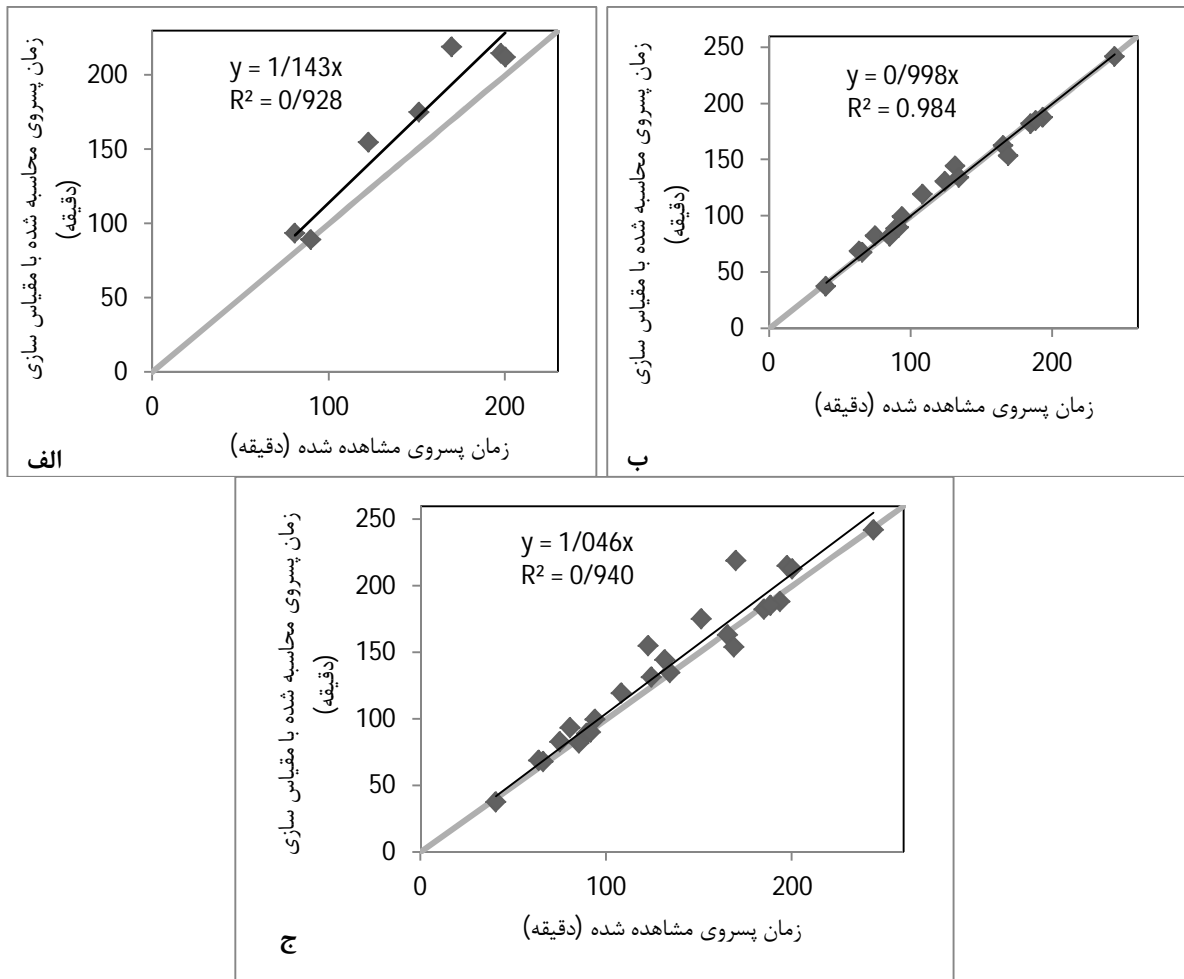 زمان پسروی محاسبه شده با مقیاس سازی
(دقیقه)
200
150
100
50
0
y = 1/143x
R² = 0/928
0
100
200
زمان پسروی مشاهده شده (دقیقه)
الف
زمان پسروی محاسبه شده با مقیاس سازی
(دقیقه)
250
200
150
100
50
0
y = 0/998x
R² = 0.984
0
100
200
زمان پسروی مشاهده شده (دقیقه)
ب
زمان پسروی محاسبه شده با مقیاس سازی
(دقیقه)
250
200
150
100
50
0
y = 1/046x
R² = 0/940
0
100
200
زمان پسروی مشاهده شده (دقیقه)
ج